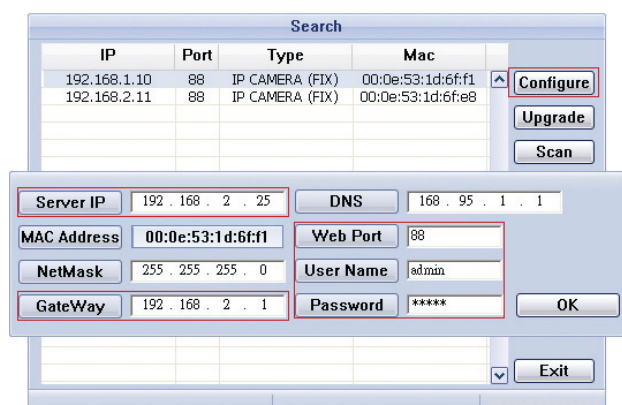 Search
IP Port Type Mac
192.168.1.10 88 IP CAMERA (FIX) 00:0e:53:1d:6f:f1
192.168.2.11 88 IP CAMERA (FIX) 00:0e:53:1d:6f:e8
Configure
Upgrade
Scan
Server IP 192 . 168 . 2 . 25 DNS 168 . 95 . 1 . 1
MAC Address 00:0e:53:1d:6f:f1 Web Port 88
NetMask 255 . 255 . 255 . 0 User Name admin
GateWay 192 . 168 . 2 . 1 Password ***** OK
Exit